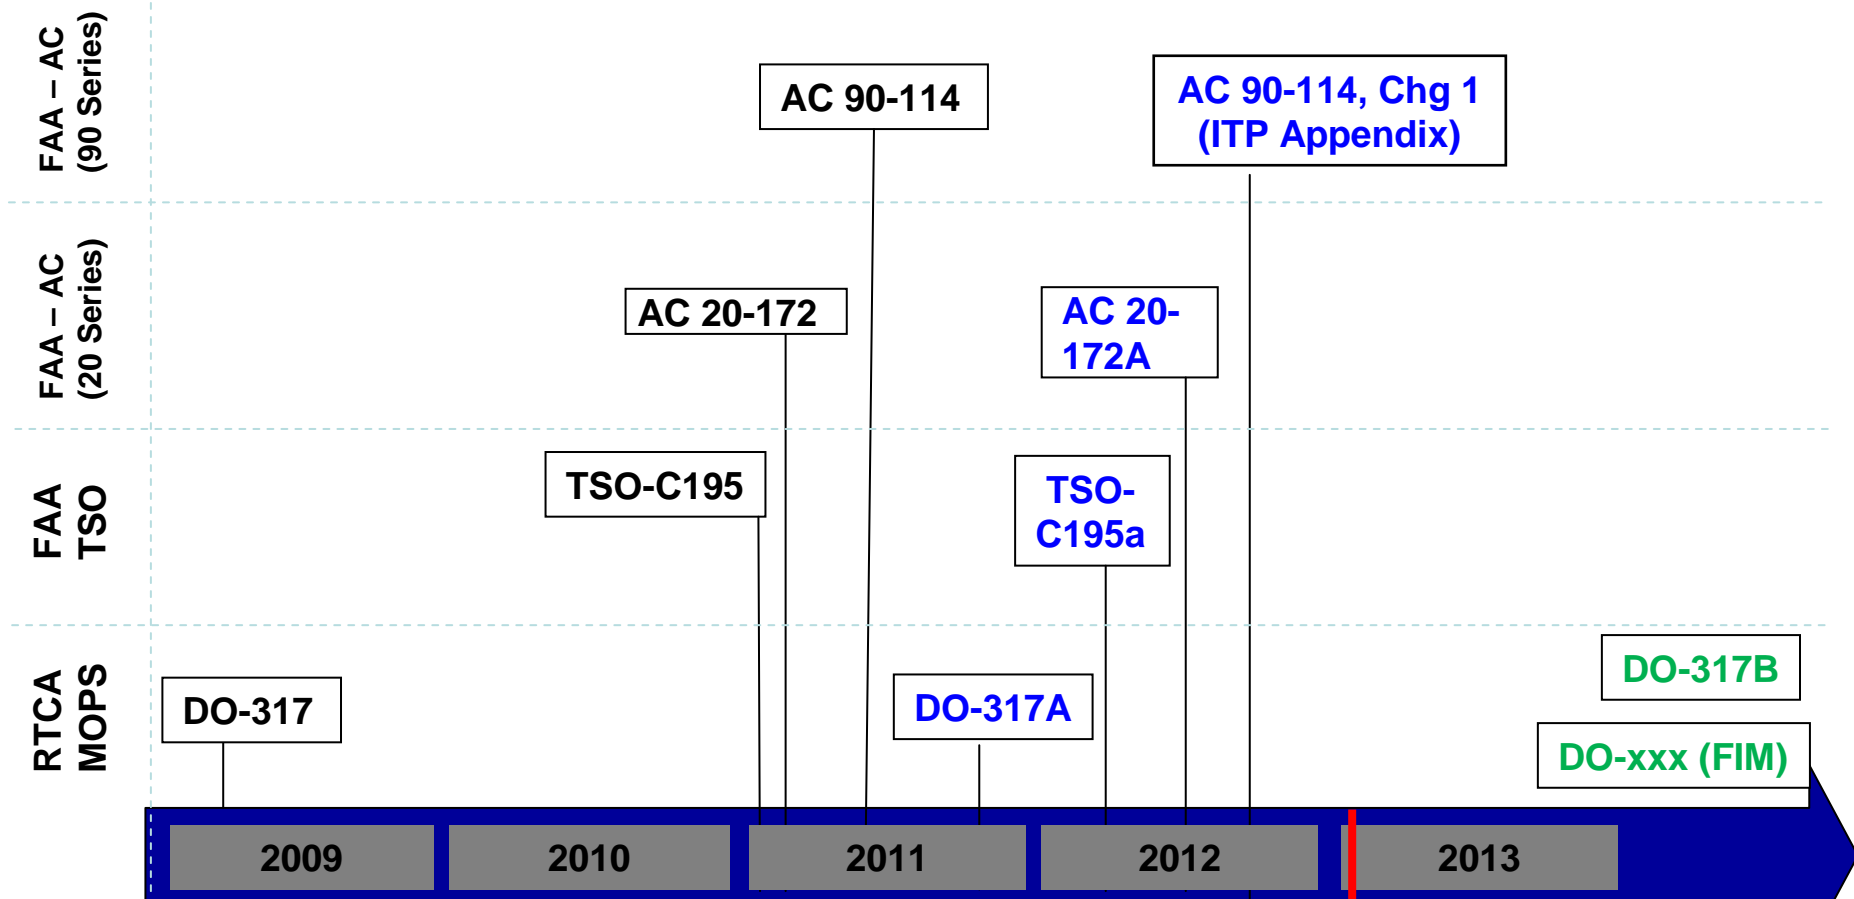 FAA – AC
(90 Series)
AC 90-114
AC 90-114, Chg 1
(ITP Appendix)
FAA – AC
(20 Series)
AC 20-172
AC 20-
172A
FAA
TSO
TSO-C195
TSO-
C195a
RTCA
MOPS
DO-317
DO-317A
DO-317B
DO-xxx (FIM)
2009
2010
2011
2012
2013